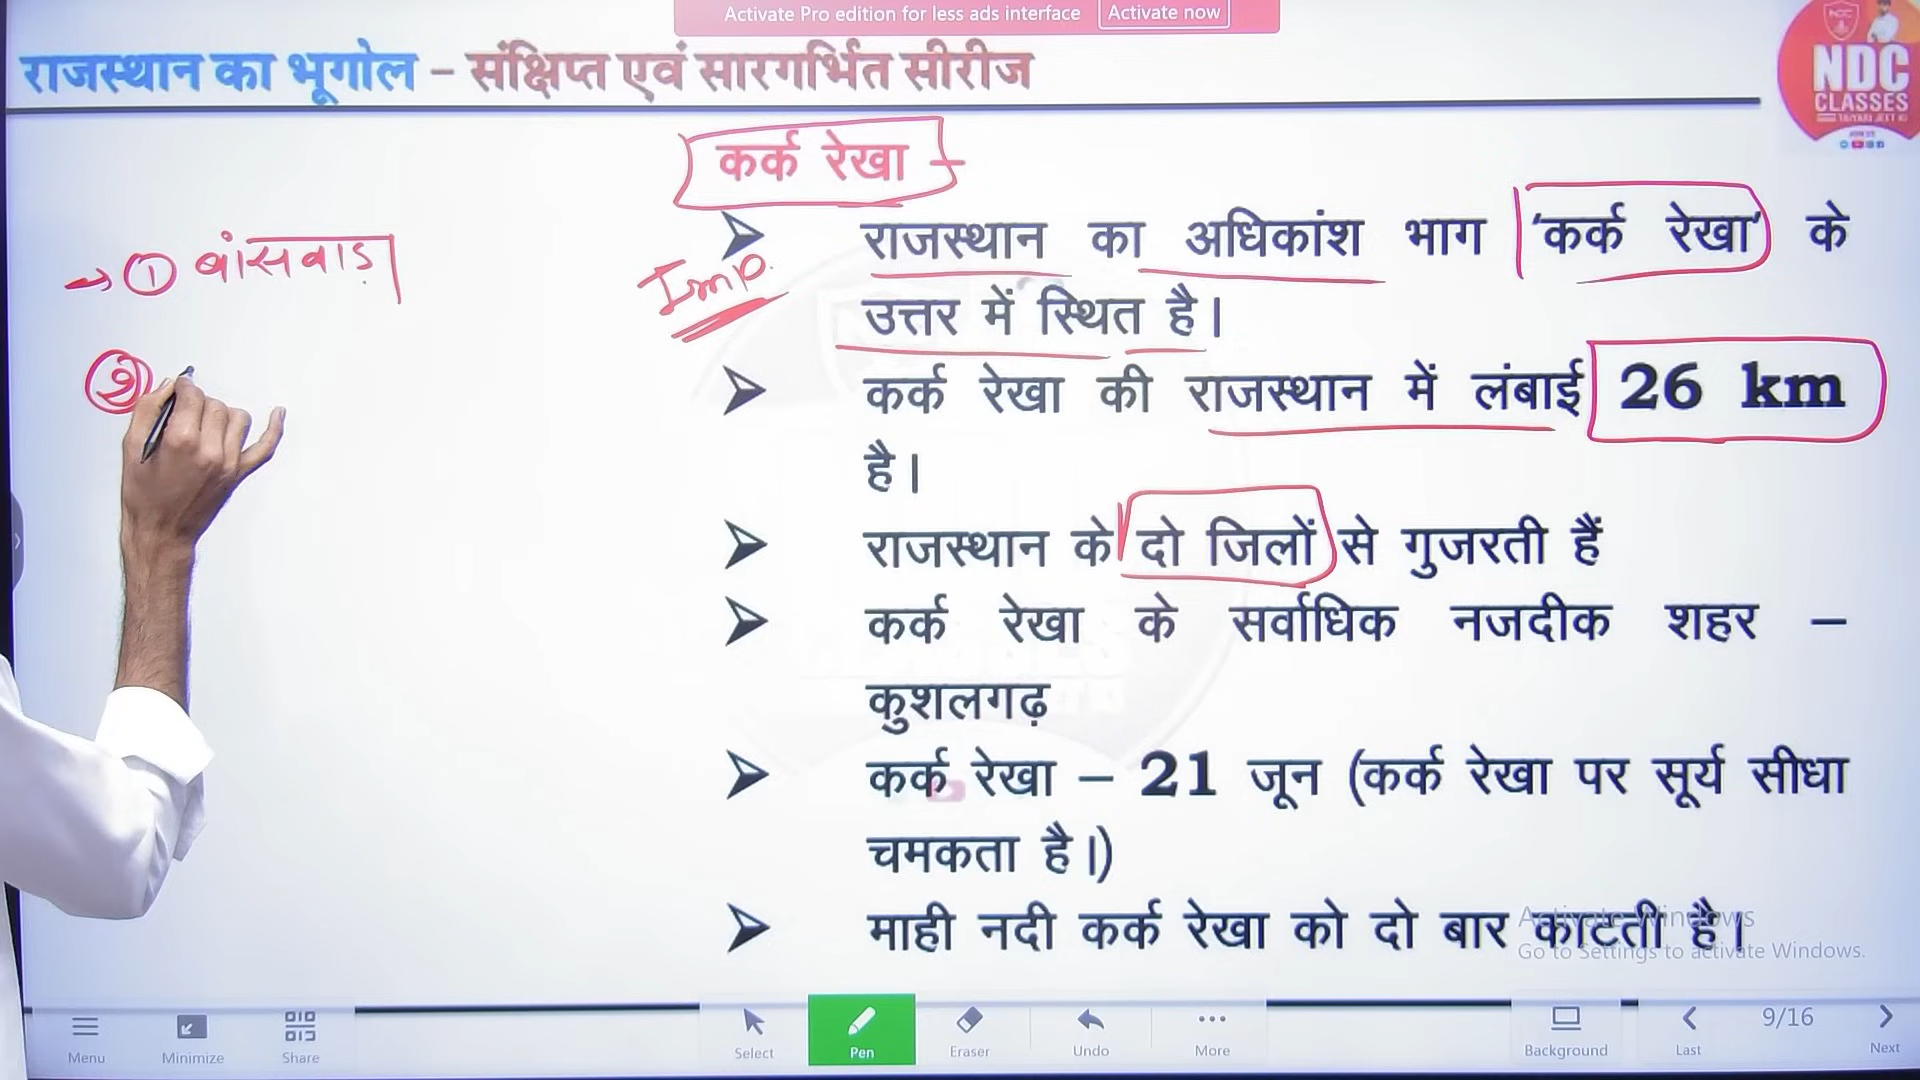 Activate Pro edition for less ads interface Activate now
राजस्थान का भूगोल – संक्षिप्त एवं सारगर्भित सीरीज
NDC
CLASSES
कर्क रेखा –
राजस्थान का अधिकांश भाग 'कर्क रेखा' के
उत्तर में स्थित है।
Imp.
कर्क रेखा की राजस्थान में लंबाई 26 km
है।
राजस्थान के दो जिलों से गुजरती हैं
कर्क रेखा के सर्वाधिक नजदीक शहर –
कुशलगढ़
कर्क रेखा – 21 जून (कर्क रेखा पर सूर्य सीधा
चमकता है।)
माही नदी कर्क रेखा को दो बार काटती है।
→ ① बांसवाड़ा
②
Activate Windows
Go to Settings to activate Windows.
Menu Minimize Share Select Pen Eraser Undo More Background Last 9/16 Next